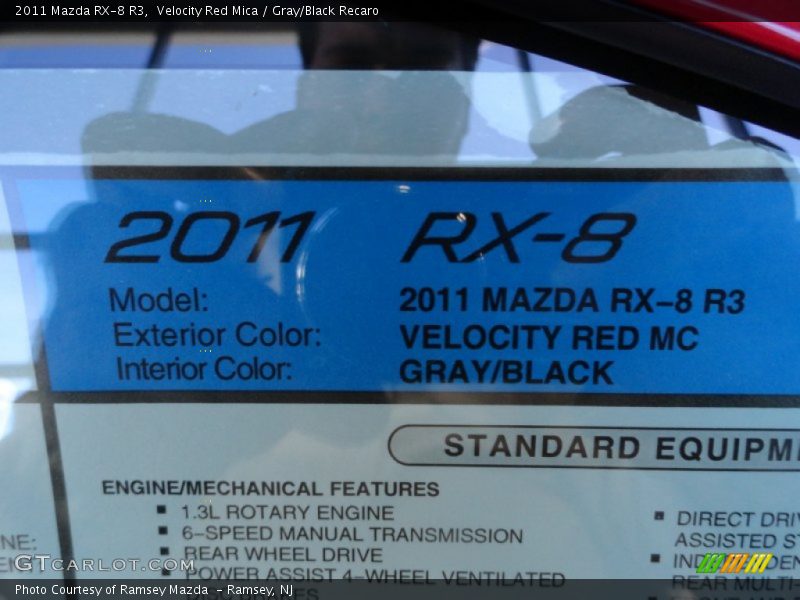 2011 Mazda RX-8 R3, Velocity Red Mica / Gray/Black Recaro
2011 RX-8
Model: 2011 MAZDA RX-8 R3
Exterior Color: VELOCITY RED MC
Interior Color: GRAY/BLACK
STANDARD EQUIPM
ENGINE/MECHANICAL FEATURES
▪ 1.3L ROTARY ENGINE
▪ 6-SPEED MANUAL TRANSMISSION
▪ REAR WHEEL DRIVE
▪ POWER ASSIST 4-WHEEL VENTILATED
▪ DIRECT DRIV
ASSISTED ST
REAR MULTI-
NE:
GTCarLot.com
Photo Courtesy of Ramsey Mazda - Ramsey, NJ